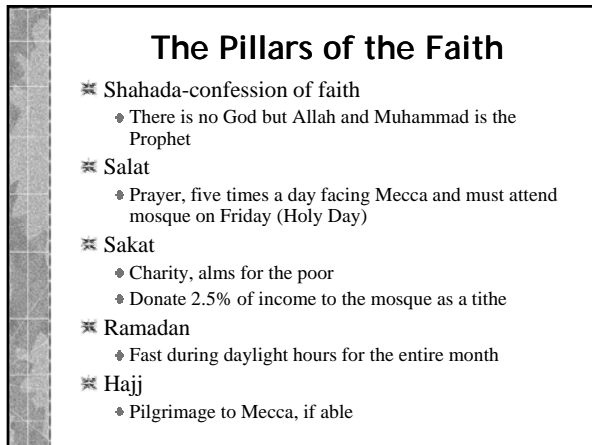 The Pillars of the Faith
Shahada-confession of faith
There is no God but Allah and Muhammad is the
Prophet
Salat
Prayer, five times a day facing Mecca and must attend
mosque on Friday (Holy Day)
Sakat
Charity, alms for the poor
Donate 2.5% of income to the mosque as a tithe
Ramadan
Fast during daylight hours for the entire month
Hajj
Pilgrimage to Mecca, if able